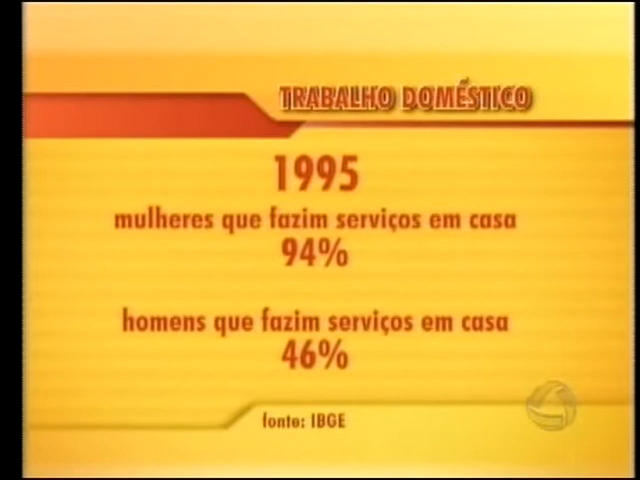 TRABALHO DOMÉSTICO
1995
mulheres que fazim serviços em casa
94%
homens que fazim serviços em casa
46%
fonte: IBGE